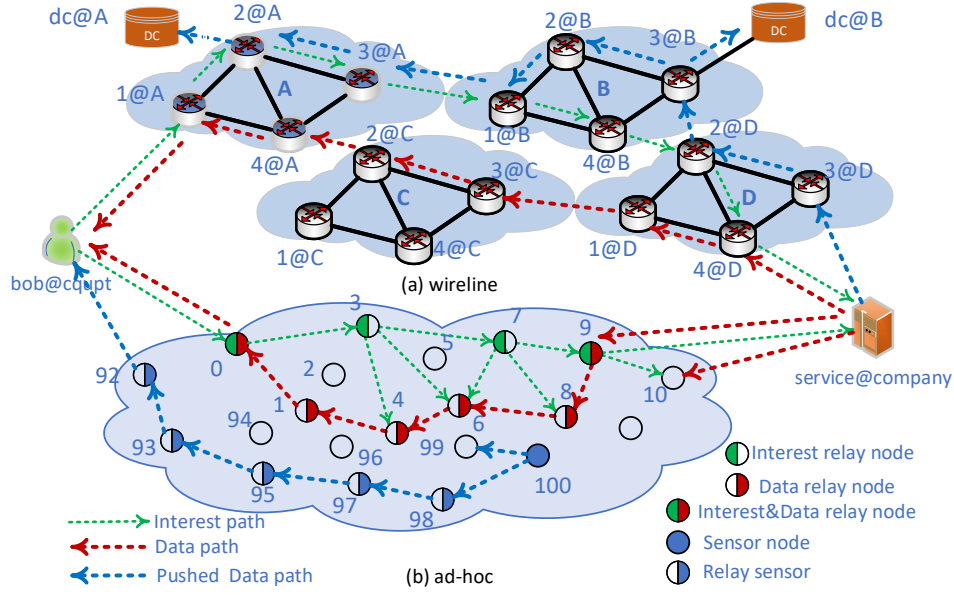 dc@A
DC
2@A
3@A
A
1@A
4@A
2@B
3@B
B
1@B
4@B
dc@B
DC
2@C
3@C
C
1@C
4@C
2@D
3@D
D
1@D
4@D
(a) wireline
bob@cqupt
service@company
0
3
7
9
5
2
10
1
4
6
8
92
94
99
93
96
95
97
98
100
Interest relay node
Data relay node
Interest&Data relay node
Sensor node
Relay sensor
Interest path
Data path
Pushed Data path
(b) ad-hoc